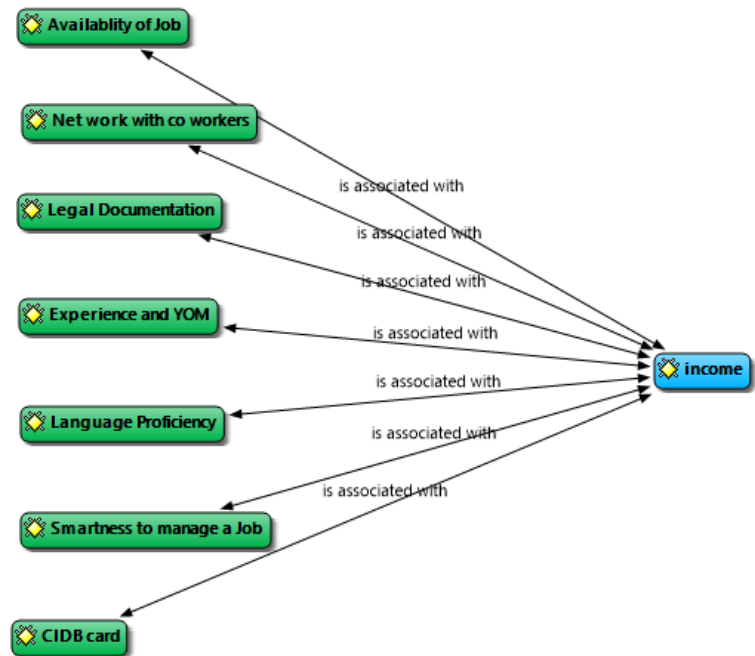 Availablity of Job
Net work with co workers
is associated with
Legal Documentation
is associated with
is associated with
Experience and YOM
is associated with
income
is associated with
Language Proficiency
is associated with
is associated with
Smartness to manage a Job
CIDB card